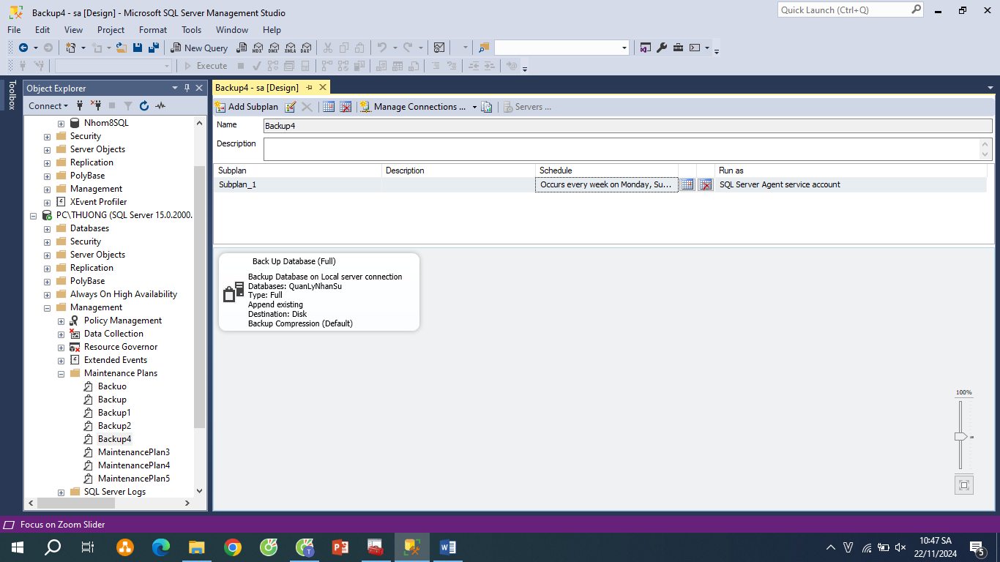 Backup4 - sa [Design] - Microsoft SQL Server Management Studio
Quick Launch (Ctrl+Q)
File Edit View Project Format Tools Window Help
New Query MDX DMX XMLA DAX
Execute
Toolbox
Object Explorer
Connect
Nhom8SQL
Security
Server Objects
Replication
PolyBase
Management
XEvent Profiler
PC\THUONG (SQL Server 15.0.2000.
Databases
Security
Server Objects
Replication
PolyBase
Always On High Availability
Management
Policy Management
Data Collection
Resource Governor
Extended Events
Maintenance Plans
Backuo
Backup
Backup1
Backup2
Backup4
MaintenancePlan3
MaintenancePlan4
MaintenancePlan5
SQL Server Logs
Backup4 - sa [Design]
Add Subplan Manage Connections ... Servers ...
Name Backup4
Description
Subplan Description Schedule Run as
Subplan_1 Occurs every week on Monday, Su... SQL Server Agent service account
Back Up Database (Full)
Backup Database on Local server connection
Databases: QuanLyNhanSu
Type: Full
Append existing
Destination: Disk
Backup Compression (Default)
100%
Focus on Zoom Slider
10:47 SA
22/11/2024
5